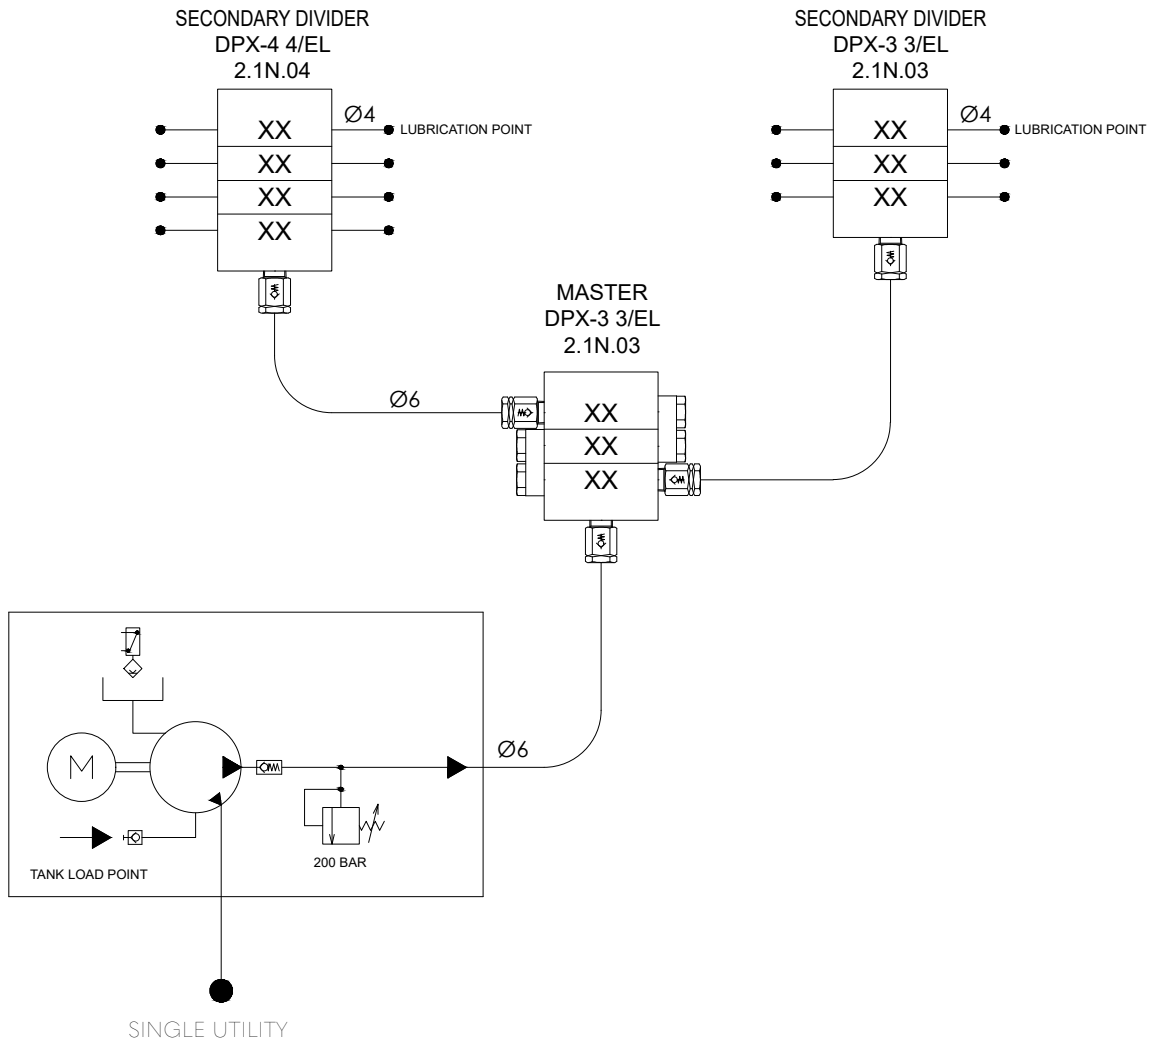 SECONDARY DIVIDER
DPX-4 4/EL
2.1N.04
SECONDARY DIVIDER
DPX-3 3/EL
2.1N.03
XX
Ø4
LUBRICATION POINT
XX
XX
XX
XX
Ø4
LUBRICATION POINT
XX
XX
MASTER
DPX-3 3/EL
2.1N.03
Ø6
XX
XX
XX
Ø6
M
200 BAR
TANK LOAD POINT
SINGLE UTILITY